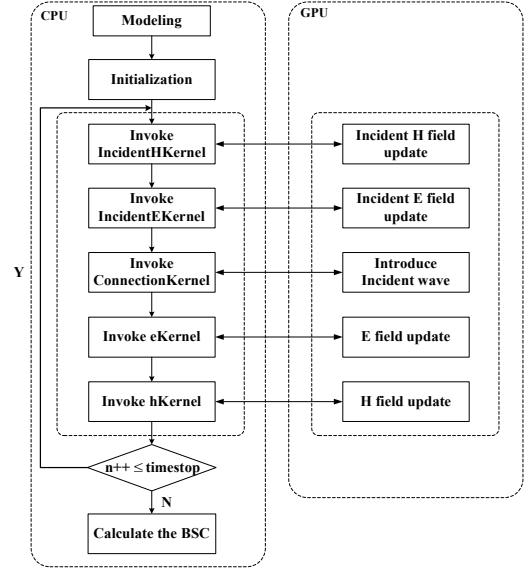 CPU
GPU
Modeling
Initialization
Invoke
IncidentHKernel
Incident H field
update
Invoke
IncidentEKernel
Incident E field
update
Invoke
ConnectionKernel
Introduce
Incident wave
Y
Invoke eKernel
E field update
Invoke hKernel
H field update
n++ ≤ timestop
N
Calculate the BSC